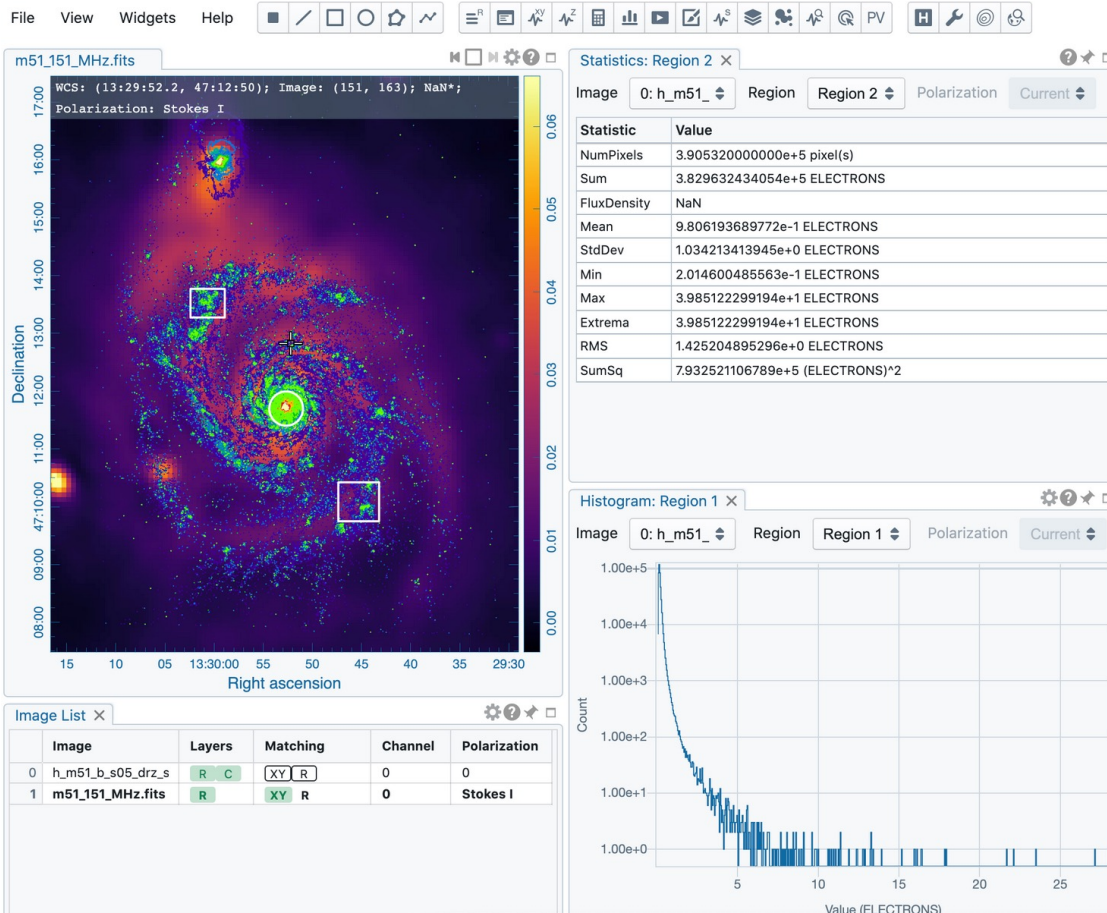 File View Widgets Help
R XY Z S PV H
m51_151_MHz.fits
WCS: (13:29:52.2, 47:12:50); Image: (151, 163); NaN*;
Polarization: Stokes I
17:00
16:00
15:00
14:00
13:00
12:00
11:00
47:10:00
09:00
08:00
Declination
0.06
0.05
0.04
0.03
0.02
0.01
0.00
15 10 05 13:30:00 55 50 45 40 35 29:30
Right ascension
Image List
Image Layers Matching Channel Polarization
0 h_m51_b_s05_drz_s R C XY R 0 0
1 m51_151_MHz.fits R XY R 0 Stokes I
Statistics: Region 2
Image 0: h_m51_ Region Region 2 Polarization Current
Statistic Value
NumPixels 3.905320000000e+5 pixel(s)
Sum 3.829632434054e+5 ELECTRONS
FluxDensity NaN
Mean 9.806193689772e-1 ELECTRONS
StdDev 1.034213413945e+0 ELECTRONS
Min 2.014600485563e-1 ELECTRONS
Max 3.985122299194e+1 ELECTRONS
Extrema 3.985122299194e+1 ELECTRONS
RMS 1.425204895296e+0 ELECTRONS
SumSq 7.932521106789e+5 (ELECTRONS)^2
Histogram: Region 1
Image 0: h_m51_ Region Region 1 Polarization Current
1.00e+5
1.00e+4
1.00e+3
1.00e+2
1.00e+1
1.00e+0
Count
5 10 15 20 25
Value (ELECTRONS)